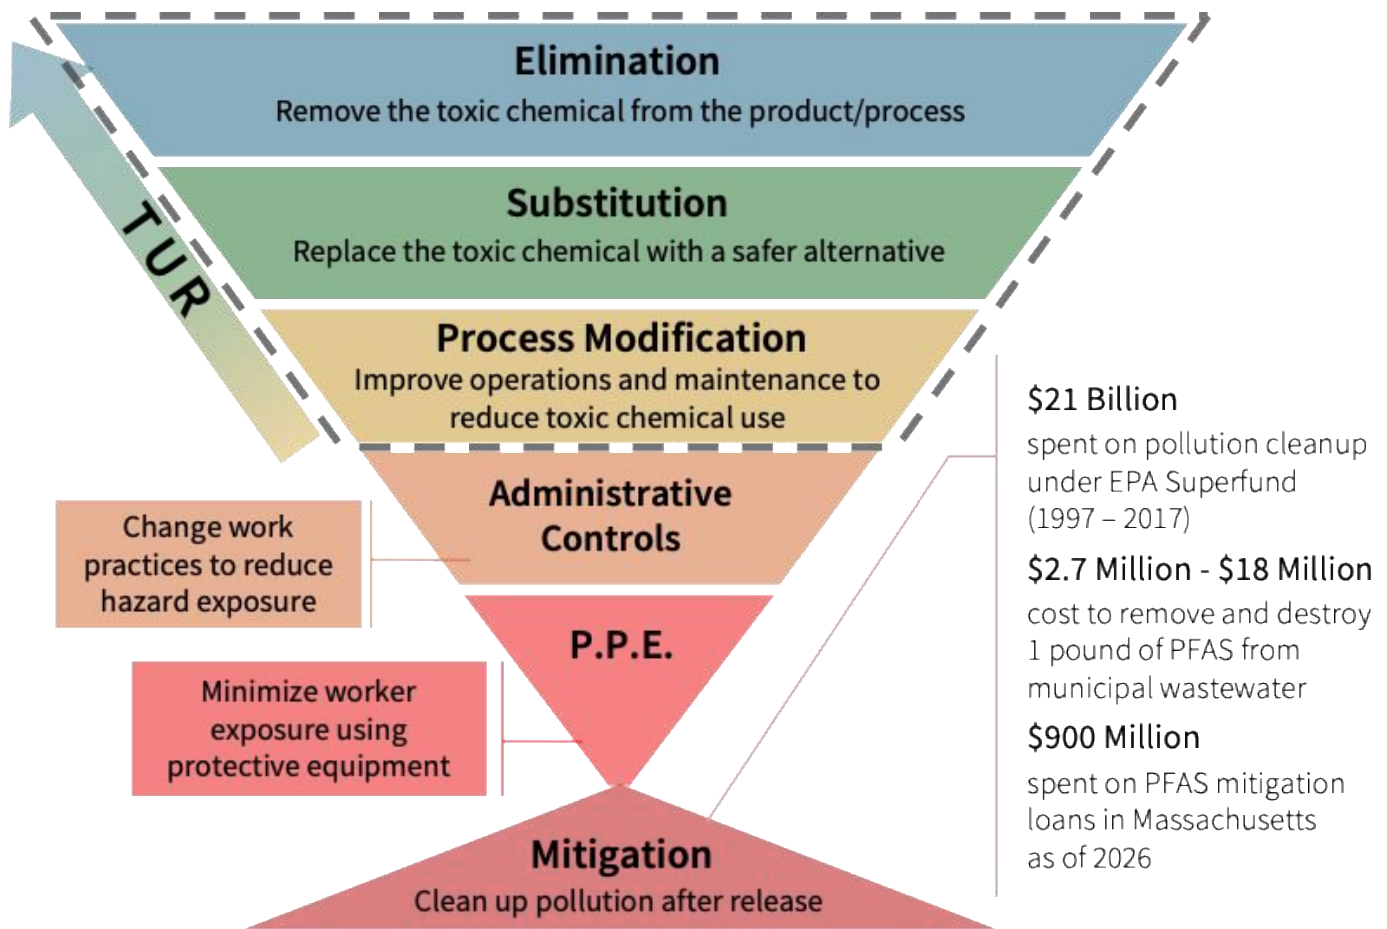 Elimination
Remove the toxic chemical from the product/process
TUR
Substitution
Replace the toxic chemical with a safer alternative
Process Modification
Improve operations and maintenance to
reduce toxic chemical use
Administrative
Controls
Change work
practices to reduce
hazard exposure
P.P.E.
Minimize worker
exposure using
protective equipment
Mitigation
Clean up pollution after release
$21 Billion
spent on pollution cleanup
under EPA Superfund
(1997 – 2017)
$2.7 Million - $18 Million
cost to remove and destroy
1 pound of PFAS from
municipal wastewater
$900 Million
spent on PFAS mitigation
loans in Massachusetts
as of 2026